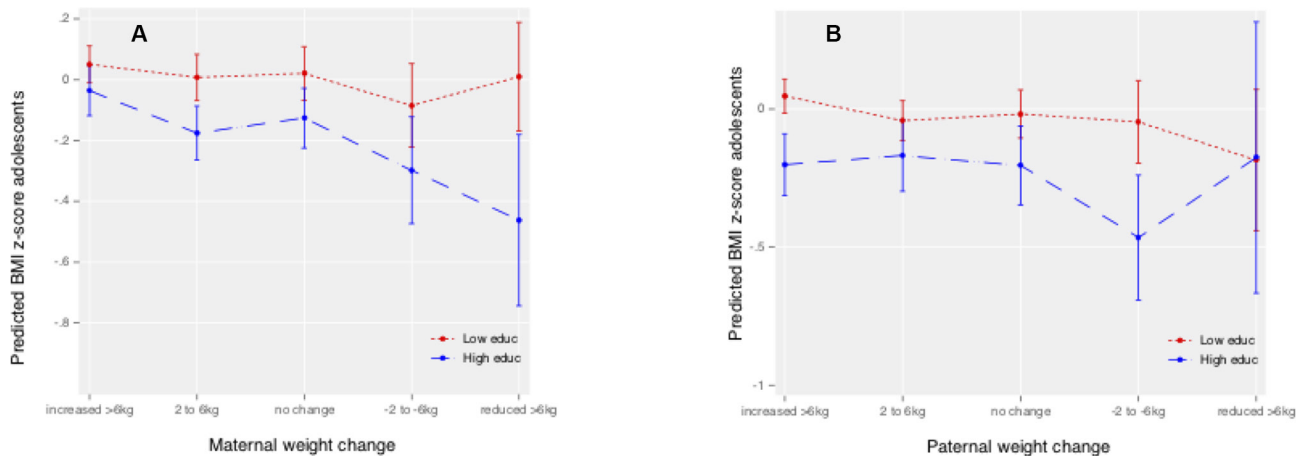 A
Predicted BMI z-score adolescents
.2
0
-.2
-.4
-.6
-.8
Low educ
High educ
increased >6kg 2 to 6kg no change -2 to -6kg reduced >6kg
Maternal weight change
B
Predicted BMI z-score adolescents
0
-.5
-1
Low educ
High educ
increased >6kg 2 to 6kg no change -2 to -6kg reduced >6kg
Paternal weight change